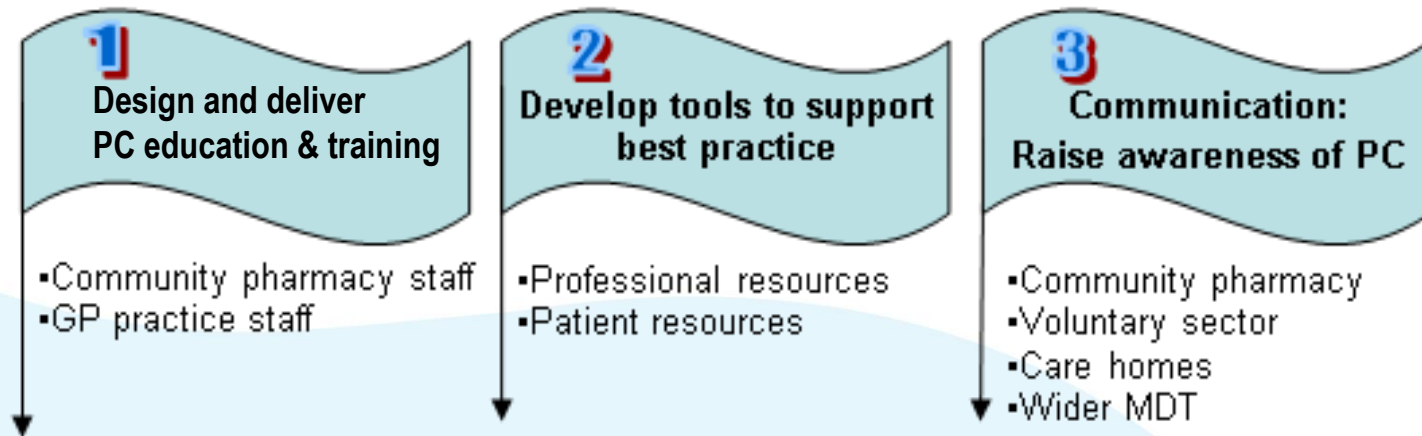 1
Design and deliver
PC education & training
▪Community pharmacy staff
▪GP practice staff
2
Develop tools to support
best practice
▪Professional resources
▪Patient resources
3
Communication:
Raise awareness of PC
▪Community pharmacy
▪Voluntary sector
▪Care homes
▪Wider MDT